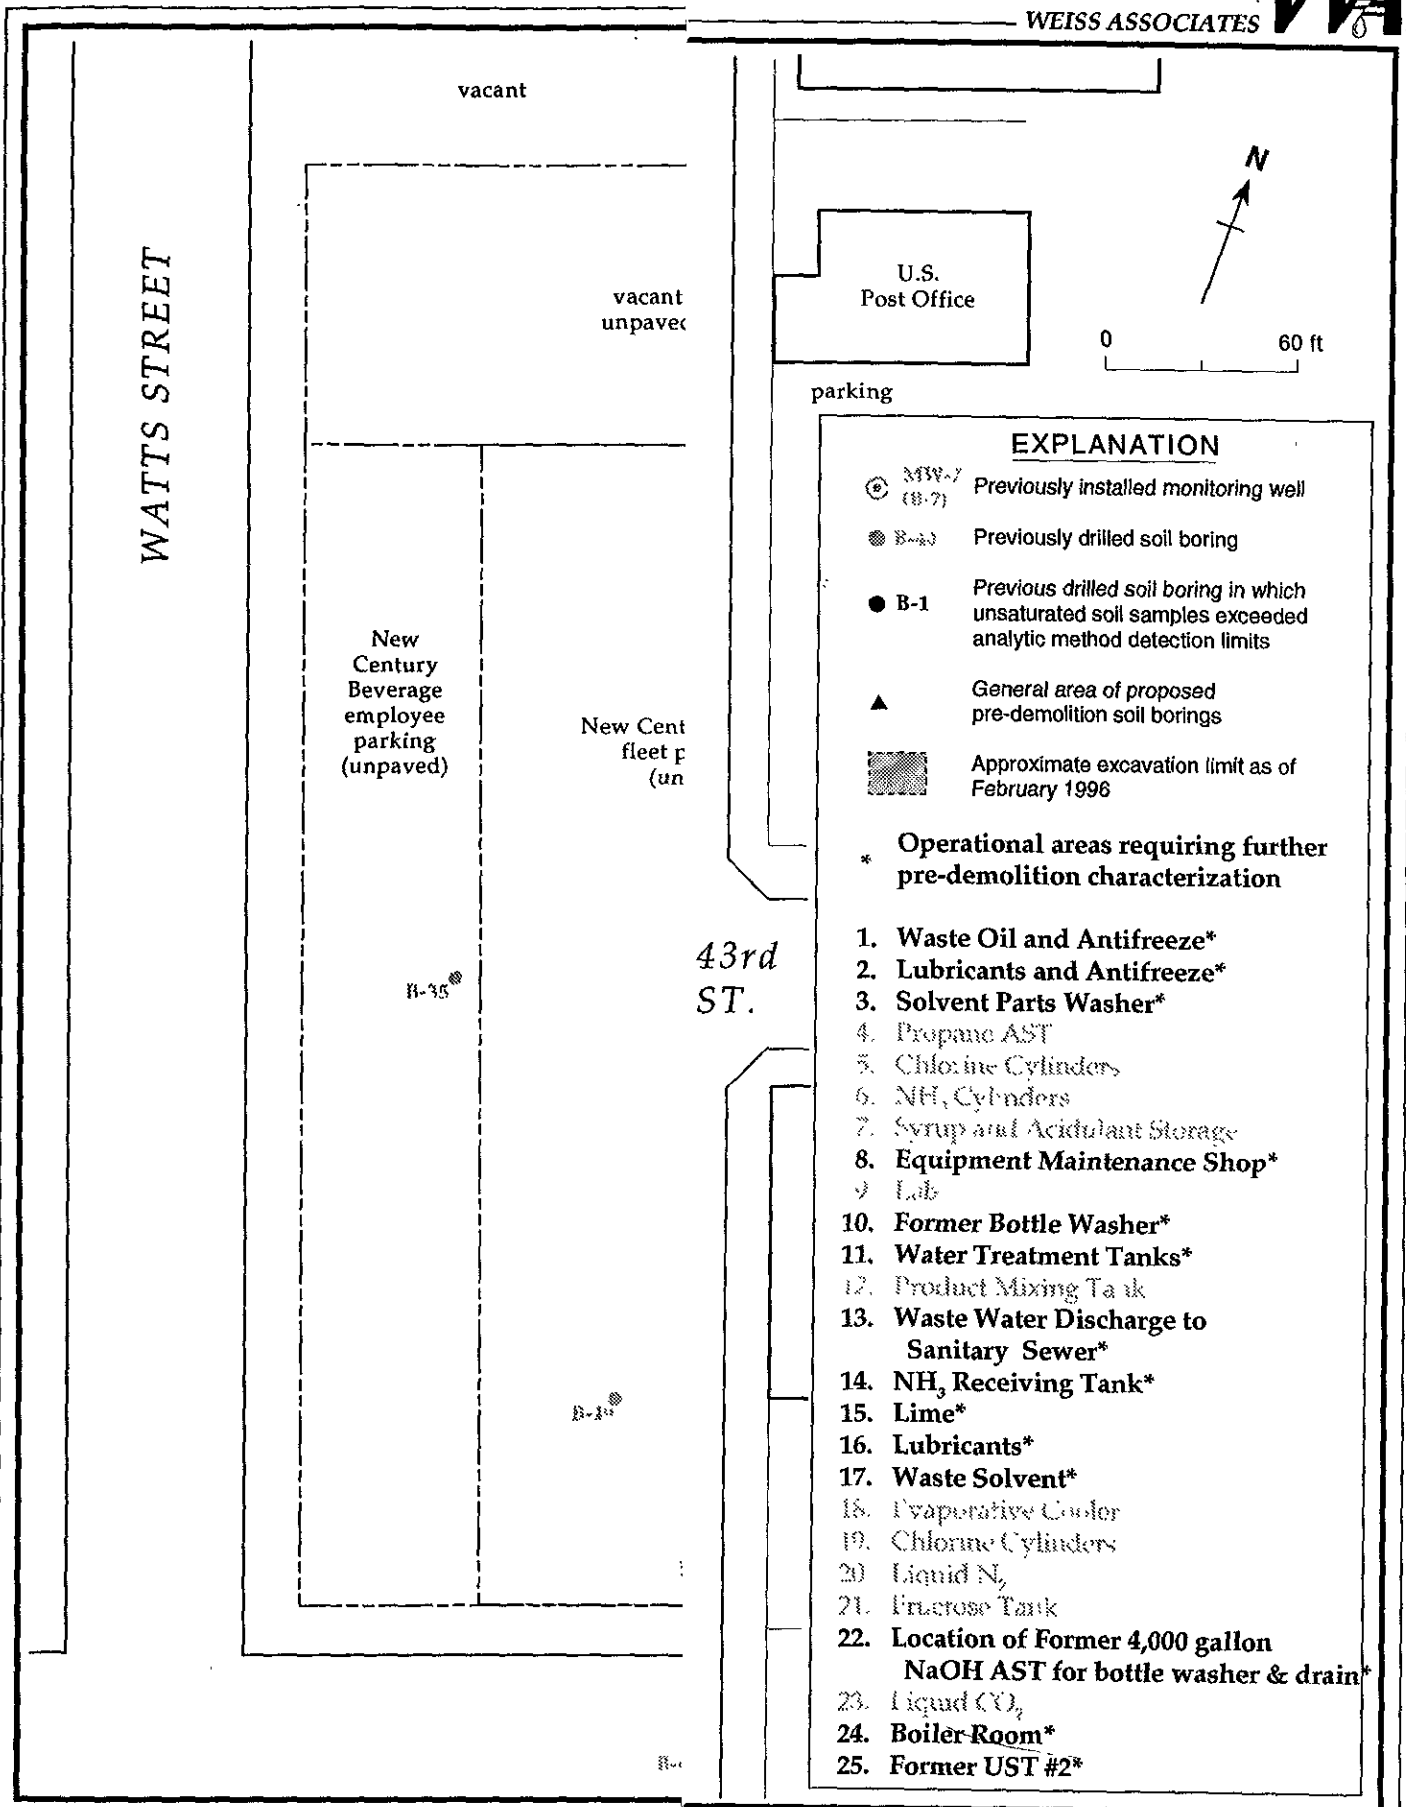 WEISS ASSOCIATES
vacant
WATTS STREET
vacant
unpaved
New
Century
Beverage
employee
parking
(unpaved)
New Cent
fleet p
(un
B-35
43rd
ST.
N
U.S.
Post Office
0 60 ft
parking
EXPLANATION
MW-7
(B-7) Previously installed monitoring well
Previously drilled soil boring
B-1 Previous drilled soil boring in which
unsaturated soil samples exceeded
analytic method detection limits
General area of proposed
pre-demolition soil borings
Approximate excavation limit as of
February 1996
* Operational areas requiring further
pre-demolition characterization
1. Waste Oil and Antifreeze*
2. Lubricants and Antifreeze*
3. Solvent Parts Washer*
4. Propane AST
5. Chlorine Cylinders
6. NH₃ Cylinders
7. Syrup and Acidulant Storage
8. Equipment Maintenance Shop*
9 Lab
10. Former Bottle Washer*
11. Water Treatment Tanks*
12. Product Mixing Tank
13. Waste Water Discharge to
Sanitary Sewer*
14. NH₃ Receiving Tank*
15. Lime*
16. Lubricants*
17. Waste Solvent*
18. Evaporative Cooler
19. Chlorine Cylinders
20 Liquid N₂
21. Fructose Tank
22. Location of Former 4,000 gallon
NaOH AST for bottle washer & drain*
23. Liquid CO₂
24. Boiler Room*
25. Former UST #2*